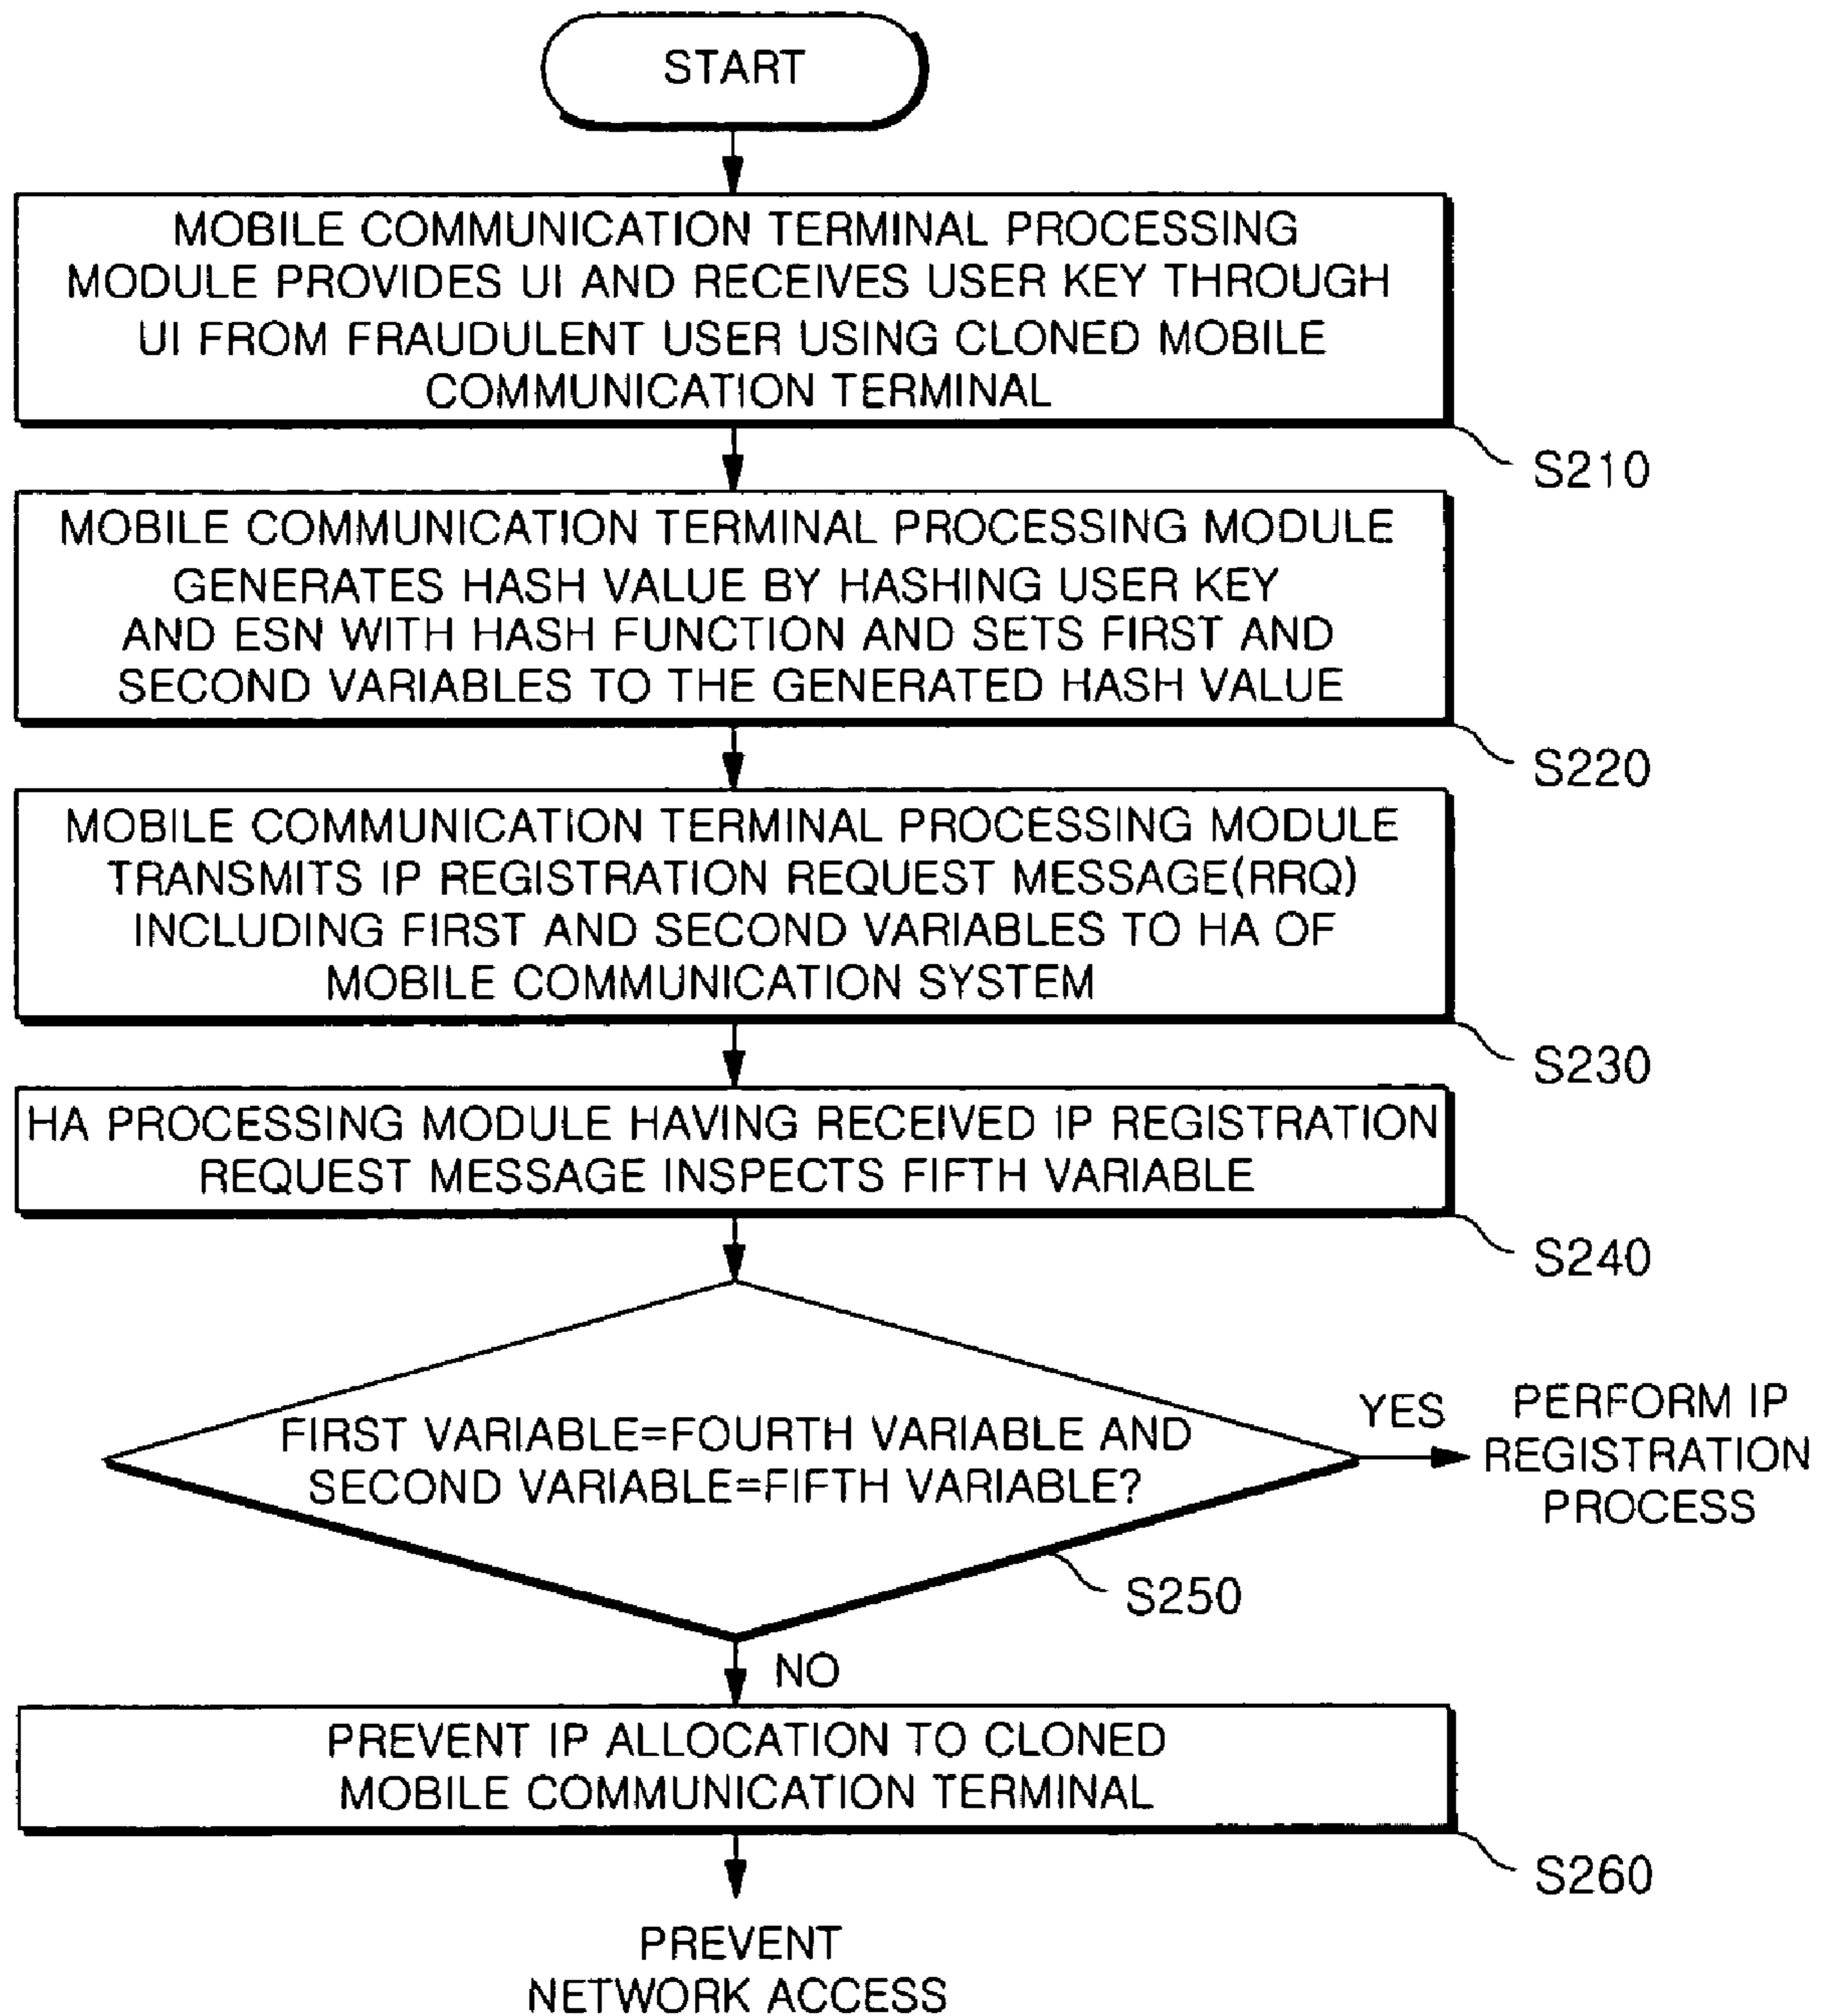 START
MOBILE COMMUNICATION TERMINAL PROCESSING
MODULE PROVIDES UI AND RECEIVES USER KEY THROUGH
UI FROM FRAUDULENT USER USING CLONED MOBILE
COMMUNICATION TERMINAL
S210
MOBILE COMMUNICATION TERMINAL PROCESSING MODULE
GENERATES HASH VALUE BY HASHING USER KEY
AND ESN WITH HASH FUNCTION AND SETS FIRST AND
SECOND VARIABLES TO THE GENERATED HASH VALUE
S220
MOBILE COMMUNICATION TERMINAL PROCESSING MODULE
TRANSMITS IP REGISTRATION REQUEST MESSAGE(RRQ)
INCLUDING FIRST AND SECOND VARIABLES TO HA OF
MOBILE COMMUNICATION SYSTEM
S230
HA PROCESSING MODULE HAVING RECEIVED IP REGISTRATION
REQUEST MESSAGE INSPECTS FIFTH VARIABLE
S240
FIRST VARIABLE=FOURTH VARIABLE AND
SECOND VARIABLE=FIFTH VARIABLE?
YES
PERFORM IP
REGISTRATION
PROCESS
S250
NO
PREVENT IP ALLOCATION TO CLONED
MOBILE COMMUNICATION TERMINAL
S260
PREVENT
NETWORK ACCESS